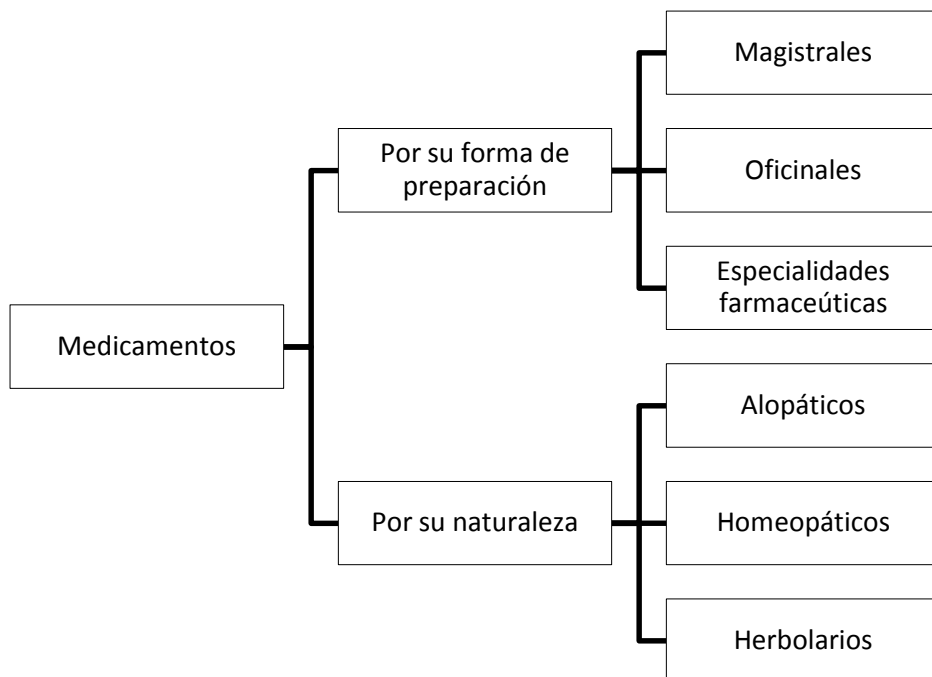 Medicamentos
Por su forma de
preparación
Magistrales
Oficinales
Especialidades
farmaceúticas
Por su naturaleza
Alopáticos
Homeopáticos
Herbolarios